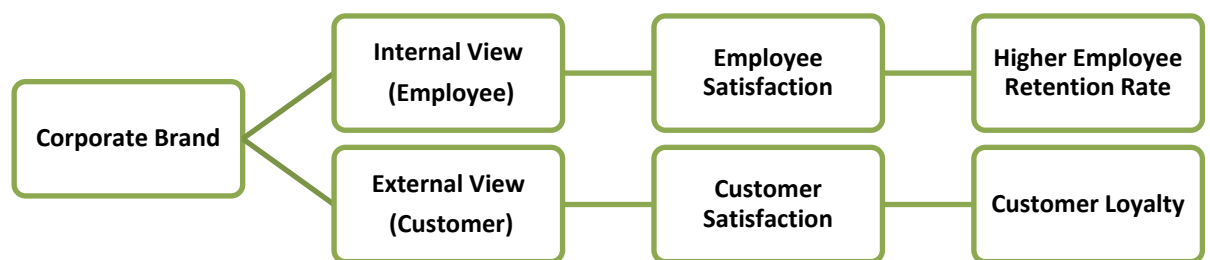 Corporate Brand
Internal View
(Employee)
Employee
Satisfaction
Higher Employee
Retention Rate
External View
(Customer)
Customer
Satisfaction
Customer Loyalty